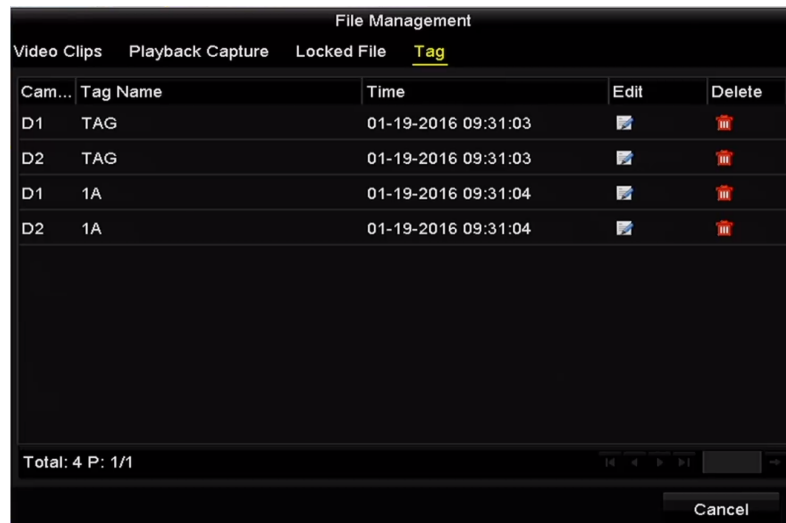 File Management
Video Clips Playback Capture Locked File Tag
Cam... Tag Name Time Edit Delete
D1 TAG 01-19-2016 09:31:03
D2 TAG 01-19-2016 09:31:03
D1 1A 01-19-2016 09:31:04
D2 1A 01-19-2016 09:31:04
Total: 4 P: 1/1
Cancel